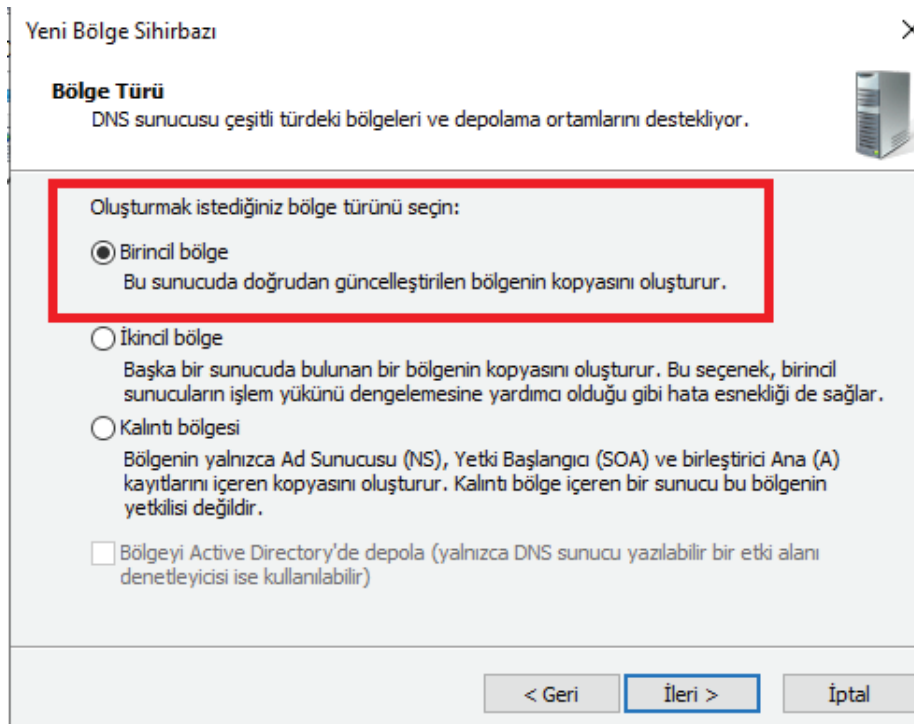 Yeni Bölge Sihirbazı
Bölge Türü
DNS sunucusu çeşitli türdeki bölgeleri ve depolama ortamlarını destekliyor.
Oluşturmak istediğiniz bölge türünü seçin:
Birincil bölge
Bu sunucuda doğrudan güncelleştirilen bölgenin kopyasını oluşturur.
İkincil bölge
Başka bir sunucuda bulunan bir bölgenin kopyasını oluşturur. Bu seçenek, birincil
sunucuların işlem yükünü dengelemesine yardımcı olduğu gibi hata esnekliği de sağlar.
Kalıntı bölgesi
Bölgenin yalnızca Ad Sunucusu (NS), Yetki Başlangıcı (SOA) ve birleştirici Ana (A)
kayıtlarını içeren kopyasını oluşturur. Kalıntı bölge içeren bir sunucu bu bölgenin
yetkilisi değildir.
Bölgeyi Active Directory'de depola (yalnızca DNS sunucu yazılabilir bir etki alanı
denetleyicisi ise kullanılabilir)
< Geri İleri > İptal